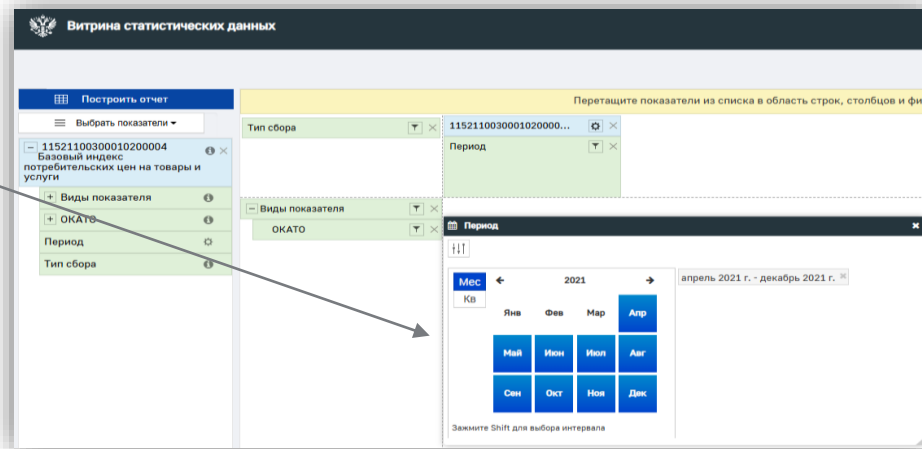 Витрина статистических данных
Построить отчет
Выбрать показатели
11521100300010200004
Базовый индекс
потребительских цен на товары и
услуги
Виды показателя
ОКАТО
Период
Тип сбора
Перетащите показатели из списка в область строк, столбцов и фи
Тип сбора
1152110030001020000...
Период
Виды показателя
ОКАТО
Период
Мес
Кв
2021
апрель 2021 г. - декабрь 2021 г.
Янв Фев Мар Апр
Май Июн Июл Авг
Сен Окт Ноя Дек
Зажмите Shift для выбора интервала